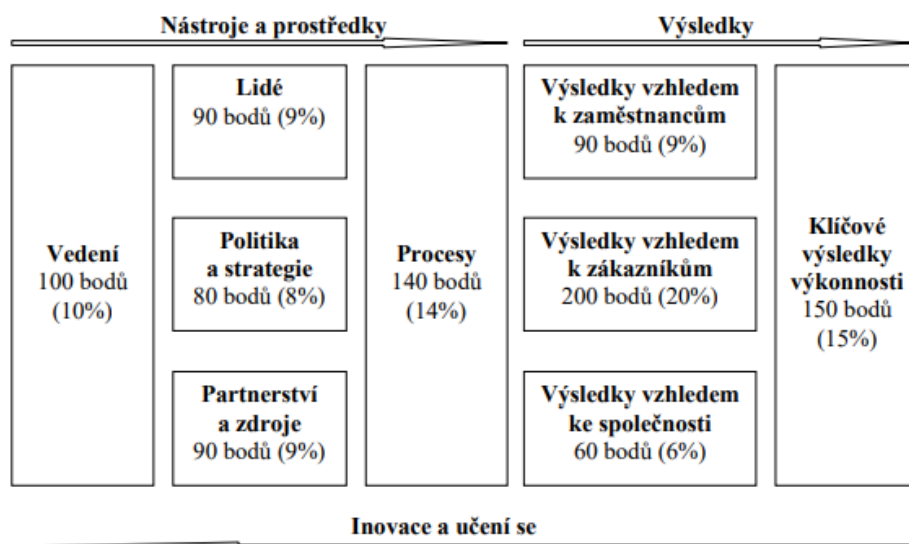 Nástroje a prostředky
Výsledky
Vedení
100 bodů
(10%)
Lidé
90 bodů (9%)
Politika
a strategie
80 bodů (8%)
Partnerství
a zdroje
90 bodů (9%)
Procesy
140 bodů
(14%)
Výsledky vzhledem
k zaměstnancům
90 bodů (9%)
Výsledky vzhledem
k zákazníkům
200 bodů (20%)
Výsledky vzhledem
ke společnosti
60 bodů (6%)
Klíčové
výsledky
výkonnosti
150 bodů
(15%)
Inovace a učení se